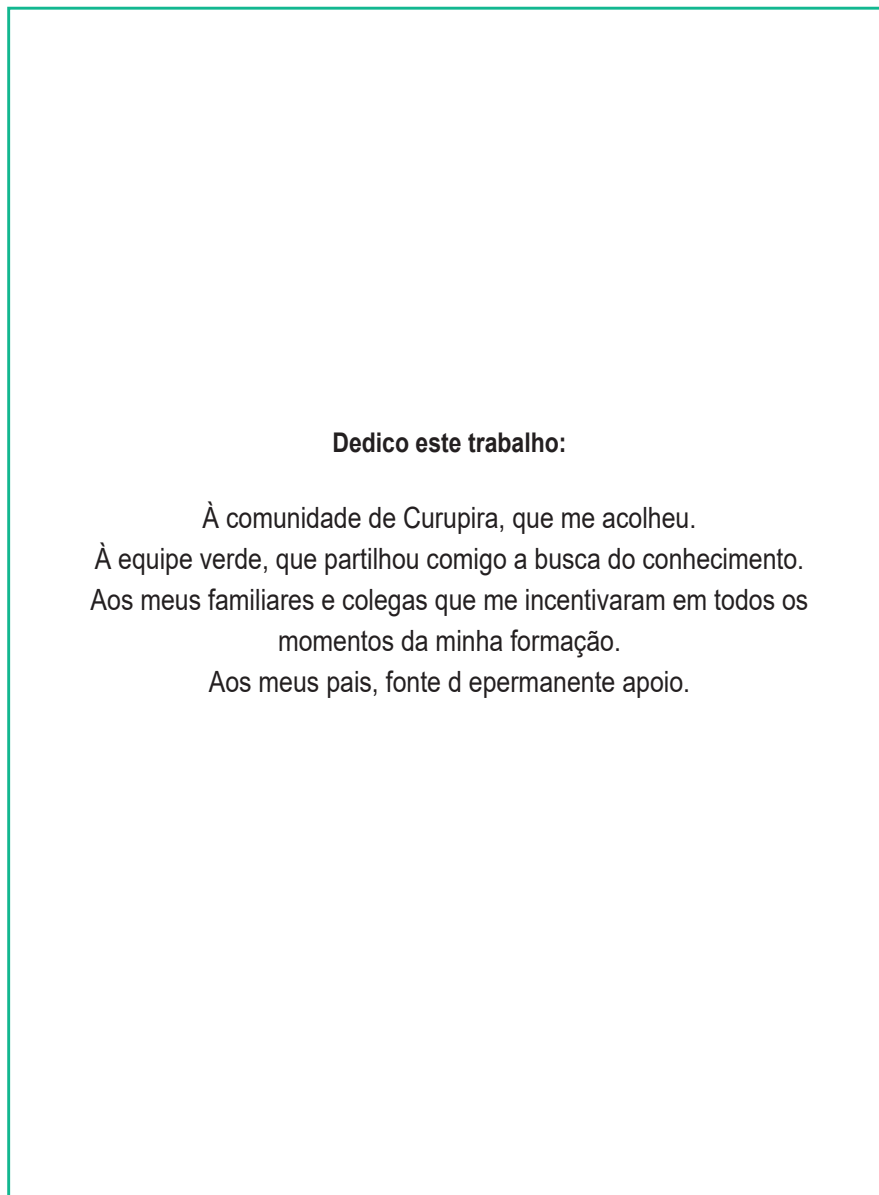 Dedico este trabalho:
À comunidade de Curupira, que me acolheu.
À equipe verde, que partilhou comigo a busca do conhecimento.
Aos meus familiares e colegas que me incentivaram em todos os
momentos da minha formação.
Aos meus pais, fonte d epermanente apoio.